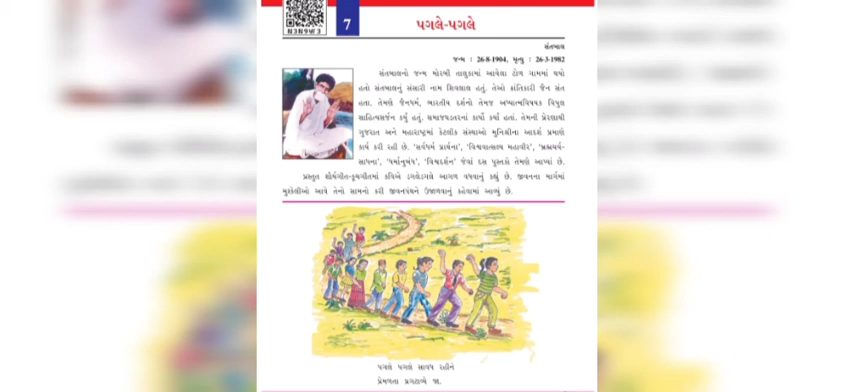 N3N9W3
7
પગલે-પગલે
સંતબાલ
જન્મ : 26-8-1904, મૃત્યુ : 26-3-1982
સંતબાલનો જન્મ મોરબી તાલુકામાં આવેલા ટોળ ગામમાં થયો
હતો સંતબાલનું સંસારી નામ શિવલાલ હતું. તેઓ ક્રાંતિકારી જૈન સંત
હતા. તેમણે જૈનધર્મ, ભારતીય દર્શનો તેમજ અધ્યાત્મવિષયક વિપુલ
સાહિત્યસર્જન કર્યું હતું. સમાજઘડતરનાં કાર્યો કર્યાં હતાં. તેમની પ્રેરણાથી
ગુજરાત અને મહારાષ્ટ્રમાં કેટલીક સંસ્થાઓ મુનિશ્રીના આદર્શ પ્રમાણે
કાર્ય કરી રહી છે. ‘સર્વધર્મ પ્રાર્થના’, ‘વિશ્વવાત્સલ્ય મહાવીર’, ‘બ્રહ્મચર્ય-
સાધના’, ‘ધર્માનુબંધ’, ‘વિશ્વદર્શન’ જેવાં દસ પુસ્તકો તેમણે આપ્યાં છે.
પ્રસ્તુત શૌર્યગીત-કૂચગીતમાં કવિએ ડગલેડગલે આગળ વધવાનું કહ્યું છે. જીવનના માર્ગમાં
મુશ્કેલીઓ આવે તેનો સામનો કરી જીવનપંથને ઉજાળવાનું કહેવામાં આવ્યું છે.
પગલે પગલે સાવધ રહીને
પ્રેમળતા પ્રગટાવ્યે જા.